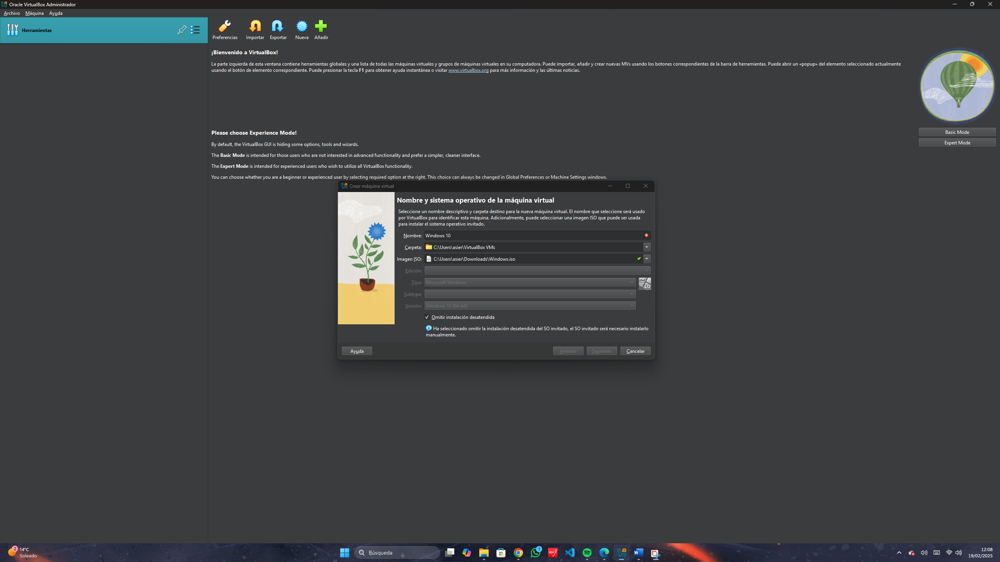 Oracle VirtualBox Administrador
Archivo Máquina Ayuda
Herramientas
Preferencias Importar Exportar Nueva Añadir
¡Bienvenido a VirtualBox!
La parte izquierda de esta ventana contiene herramientas globales y una lista de todas las máquinas virtuales y grupos de máquinas virtuales en su computadora. Puede importar, añadir y crear nuevas MVs usando los botones correspondientes de la barra de herramientas. Puede abrir un «popup» del elemento seleccionado actualmente
usando el botón de elemento correspondiente. Puede presionar la tecla F1 para obtener ayuda instantánea o visitar www.virtualbox.org para más información y las últimas noticias.
Please choose Experience Mode!
Basic Mode
Expert Mode
By default, the VirtualBox GUI is hiding some options, tools and wizards.
The Basic Mode is intended for those users who are not interested in advanced functionality and prefer a simpler, cleaner interface.
The Expert Mode is intended for experienced users who wish to utilize all VirtualBox functionality.
You can choose whether you are a beginner or experienced user by selecting required option at the right. This choice can always be changed in Global Preferences or Machine Settings windows.
Crear máquina virtual
Nombre y sistema operativo de la máquina virtual
Seleccione un nombre descriptivo y carpeta destino para la nueva máquina virtual. El nombre que seleccione será usado
por VirtualBox para identificar esta máquina. Adicionalmente, puede seleccionar una imagen ISO que puede ser usada
para instalar el sistema operativo invitado.
Nombre: Windows 10
Carpeta: C:\Users\asier\VirtualBox VMs
Imagen ISO: C:\Users\asier\Downloads\Windows.iso
Edición:
Tipo: Microsoft Windows
x64
10
Subtype:
Versión: Windows 10 (64-bit)
Omitir instalación desatendida
Ha seleccionado omitir la instalación desatendida del SO invitado, el SO invitado será necesario instalarlo
manualmente.
Ayuda Anterior Siguiente Cancelar
2
14°C
Soleado
Búsqueda
1
PDF
W
12:08
19/02/2025